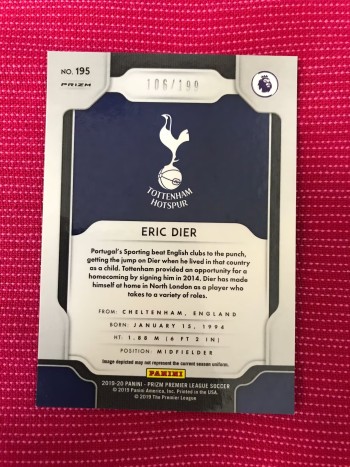 NO. 195
PRIZM
106/199
TOTTENHAM
HOTSPUR
ERIC DIER
Portugal's Sporting beat English clubs to the punch,
getting the jump on Dier when he lived in that country
as a child. Tottenham provided an opportunity for a
homecoming by signing him in 2014, Dier has made
himself at home in North London as a player who
takes to a variety of roles.
FROM: CHELTENHAM, ENGLAND
BORN: JANUARY 15, 1994
HT: 1.88 M (6 FT 2 IN)
POSITION: MIDFIELDER
Image depicted may not represent the current season uniform.
PANINI
2019-20 PANINI - PRIZM PREMIER LEAGUE SOCCER
© 2019 Panini America, Inc. Printed in the USA.
© 2019 The Premier League